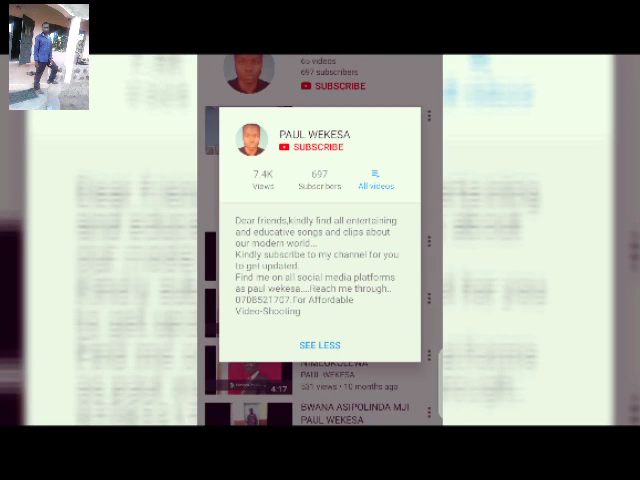 65 videos
697 subscribers
SUBSCRIBE
PAUL WEKESA
SUBSCRIBE
7.4K
697
Views
Subscribers
All videos
Dear friends,kindly find all entertaining
and educative songs and clips about
our modern world...
Kindly subscribe to my channel for you
to get updated.
Find me on all social media platforms
as paul wekesa....Reach me through..
0708521707.For Affordable
Video-Shooting
SEE LESS
PAUL WEKESA
531 views • 10 months ago
4:17
BWANA ASIPOLINDA MJI
PAUL WEKESA